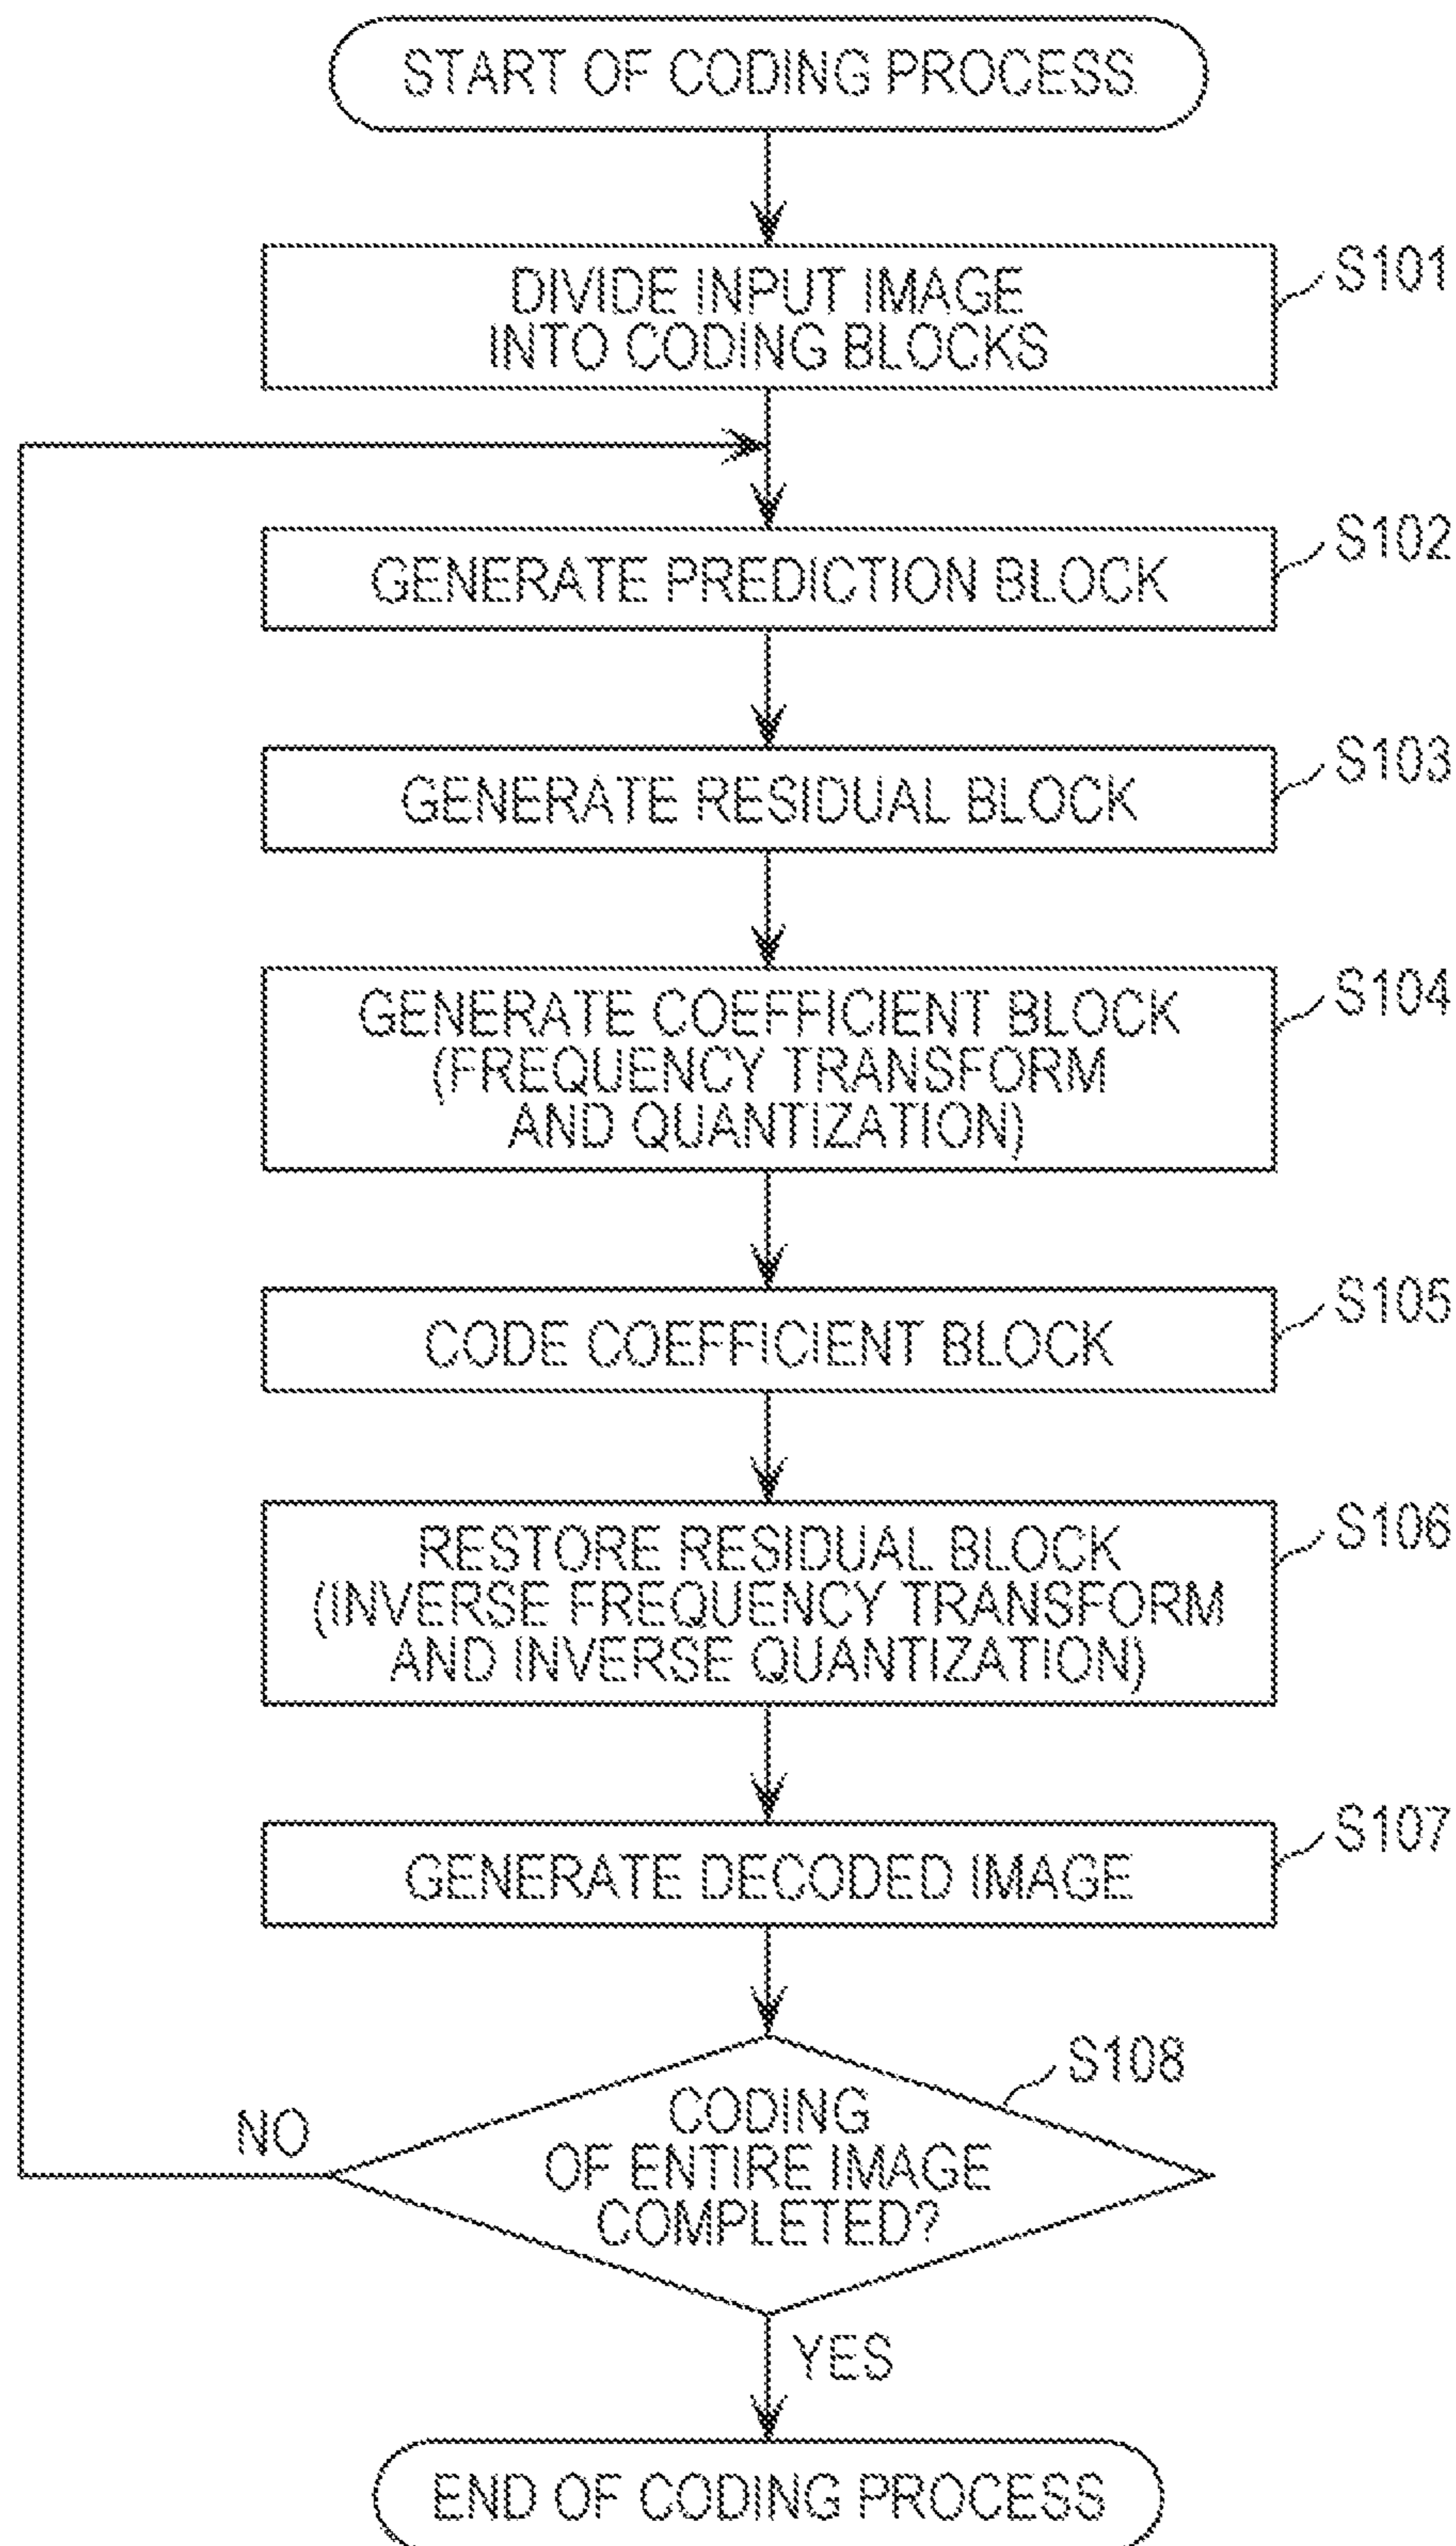 START OF CODING PROCESS
DIVIDE INPUT IMAGE
INTO CODING BLOCKS
S101
GENERATE PREDICTION BLOCK
S102
GENERATE RESIDUAL BLOCK
S103
GENERATE COEFFICIENT BLOCK
(FREQUENCY TRANSFORM
AND QUANTIZATION)
S104
CODE COEFFICIENT BLOCK
S105
RESTORE RESIDUAL BLOCK
(INVERSE FREQUENCY TRANSFORM
AND INVERSE QUANTIZATION)
S106
GENERATE DECODED IMAGE
S107
S108
CODING
OF ENTIRE IMAGE
COMPLETED?
NO
YES
END OF CODING PROCESS